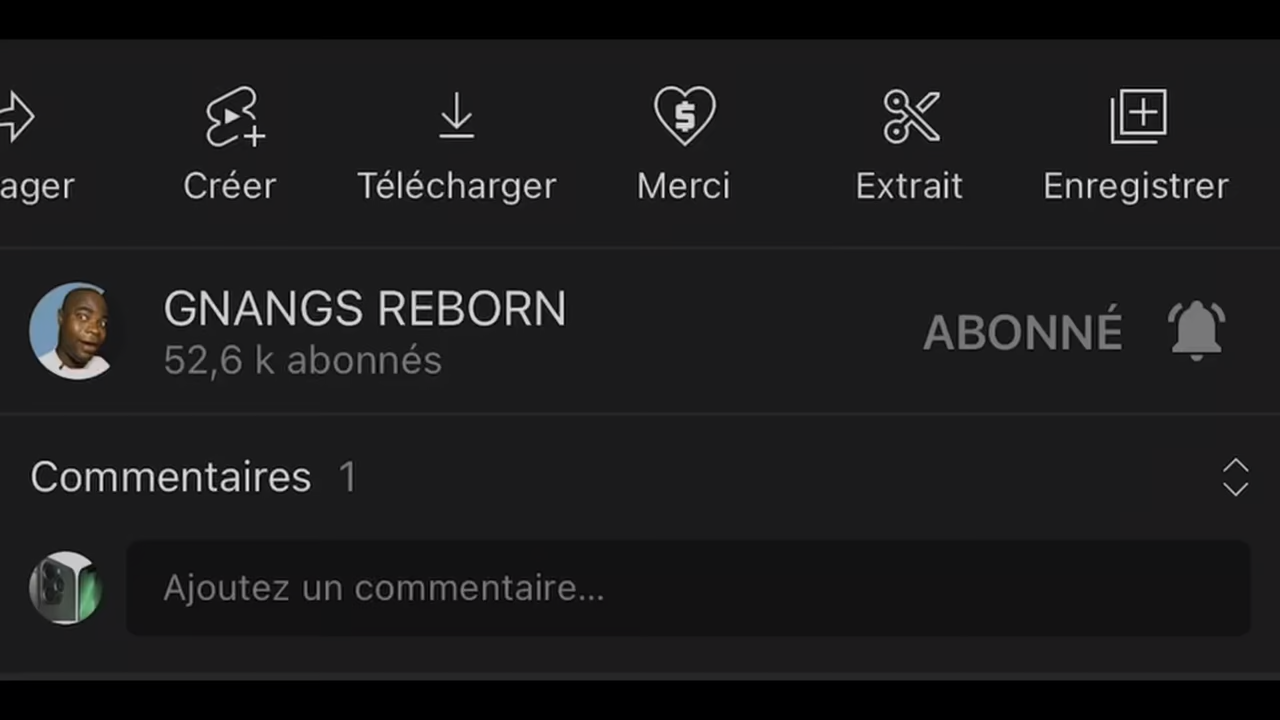 ager
Créer
Télécharger
Merci
Extrait
Enregistrer
GNANGS REBORN
52,6 k abonnés
ABONNÉ
Commentaires 1
Ajoutez un commentaire...